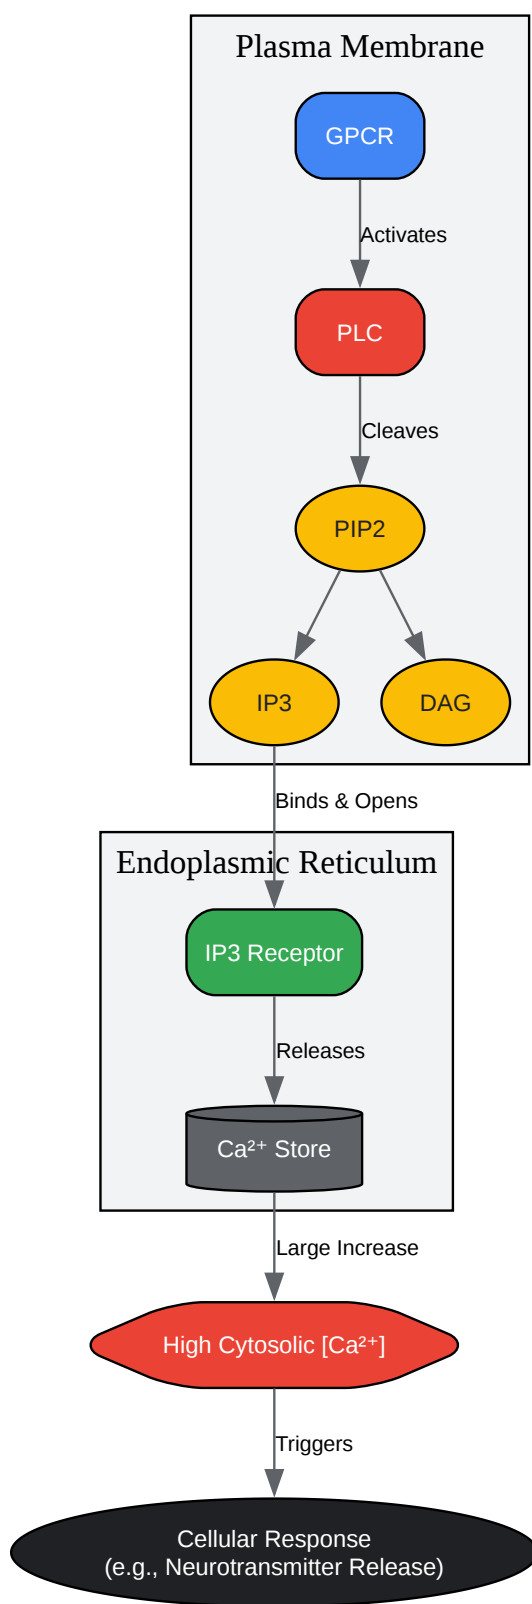 Plasma Membrane
GPCR
Activates
PLC
Cleaves
PIP2
IP3
DAG
Binds & Opens
Endoplasmic Reticulum
IP3 Receptor
Releases
Ca²⁺ Store
Large Increase
High Cytosolic [Ca²⁺]
Triggers
Cellular Response
(e.g., Neurotransmitter Release)